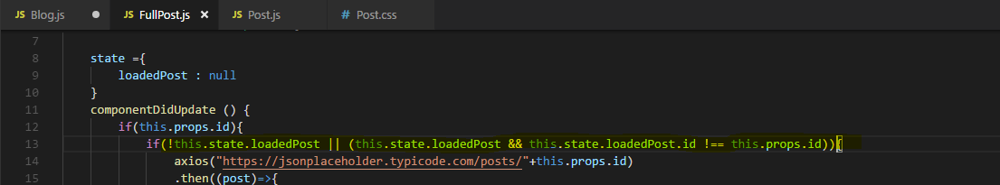 JS Blog.js JS FullPost.js × JS Post.js # Post.css
7
8 state ={
9 loadedPost : null
10 }
11 componentDidUpdate () {
12 if(this.props.id){
13 if(!this.state.loadedPost || (this.state.loadedPost && this.state.loadedPost.id !== this.props.id)){
14 axios("https://jsonplaceholder.typicode.com/posts/"+this.props.id)
15 .then((post)=>{